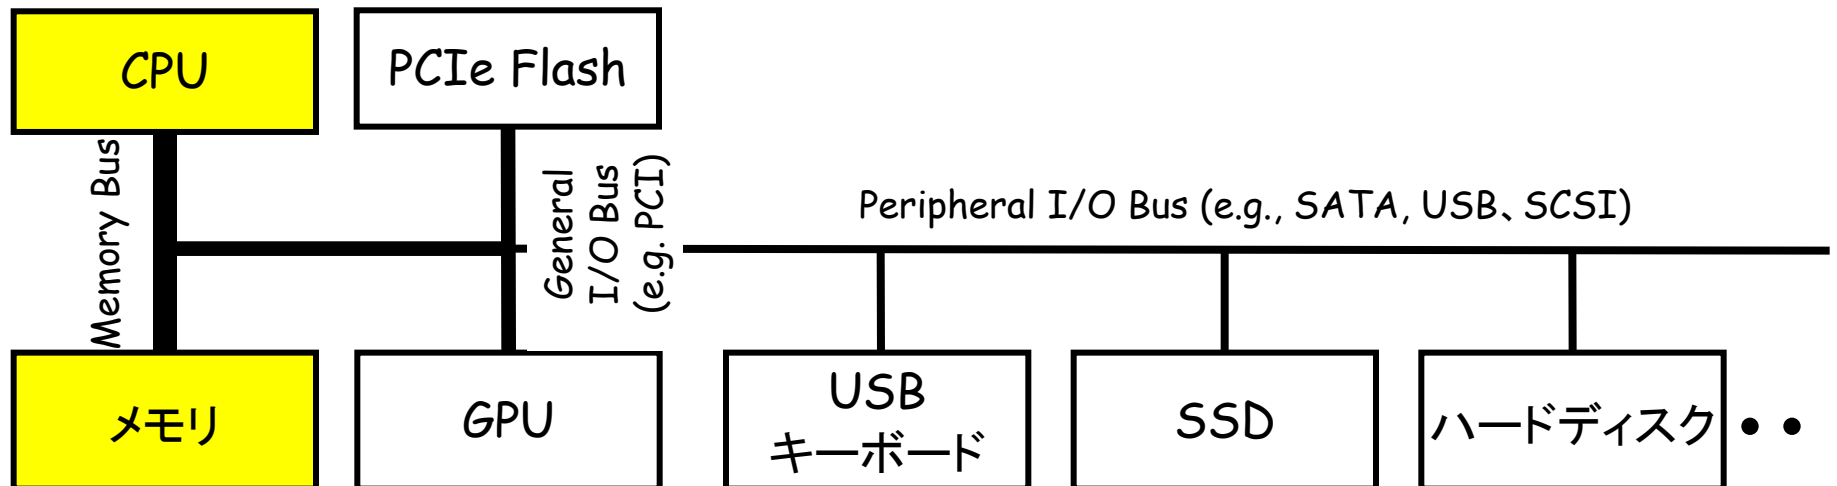 CPU
PCIe Flash
Memory Bus
General
I/O Bus
(e.g. PCI)
Peripheral I/O Bus (e.g., SATA, USB、SCSI)
メモリ
GPU
USB
キーボード
SSD
ハードディスク
••